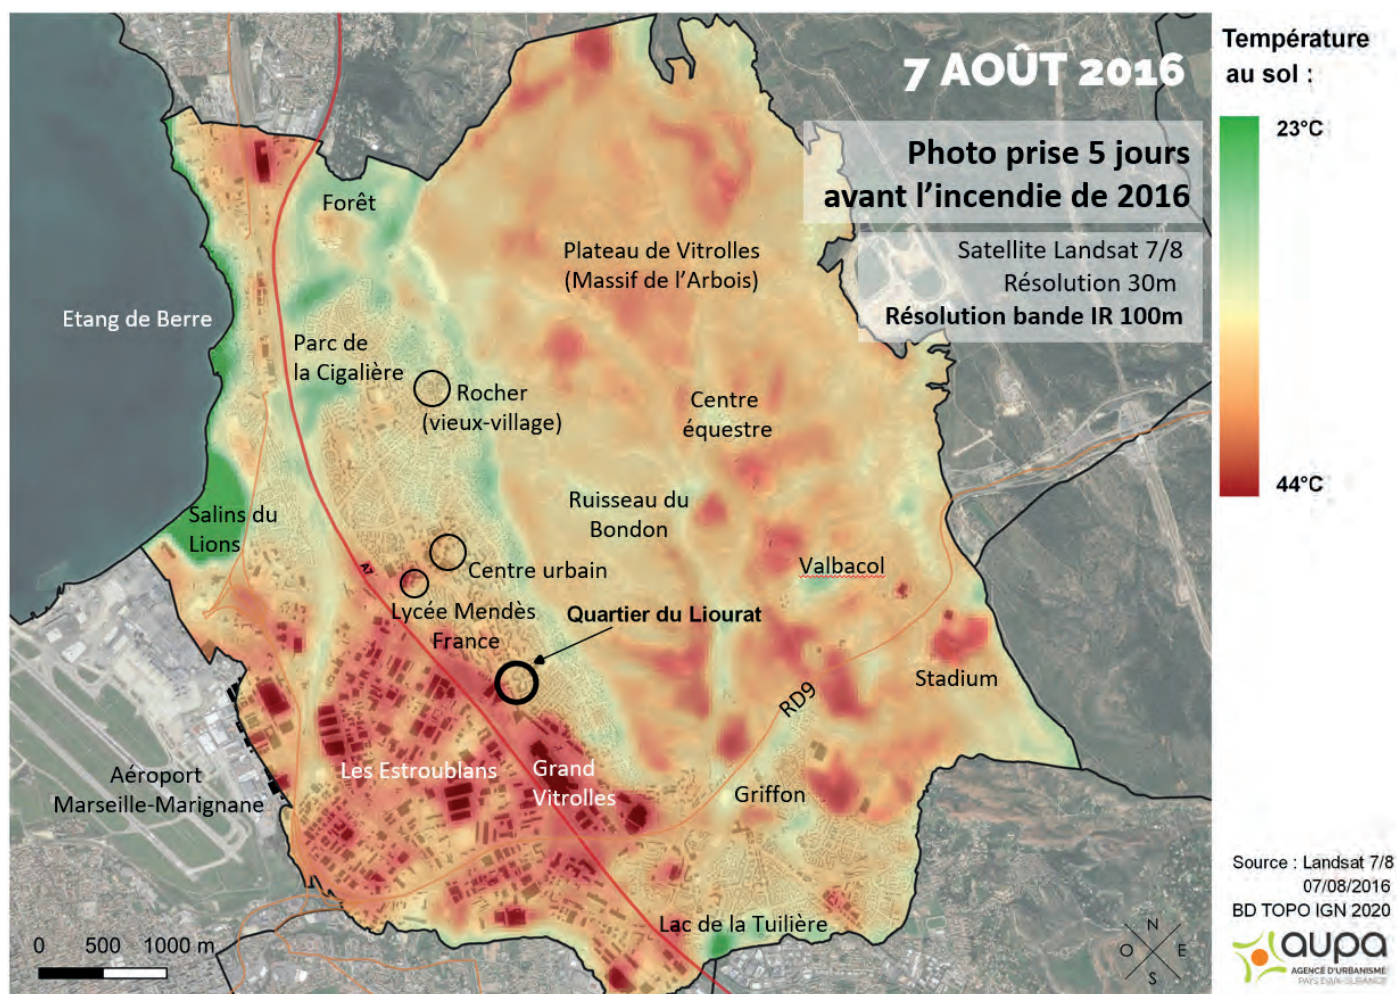 7 AOÛT 2016
Photo prise 5 jours
avant l’incendie de 2016
Satellite Landsat 7/8
Résolution 30m
Résolution bande IR 100m
Température
au sol :
23°C
44°C
Forêt
Plateau de Vitrolles
(Massif de l’Arbois)
Etang de Berre
Parc de
la Cigalière
Rocher
(vieux-village)
Centre
équestre
Ruisseau du
Bondon
Salins du
Lions
Centre urbain
Valbacol
A7
Lycée Mendès
France
Quartier du Liourat
Stadium
RD9
Les Estroublans
Grand
Vitrolles
Aéroport
Marseille-Marignane
Griffon
Lac de la Tuilière
0 500 1000 m
N
O E
S
Source : Landsat 7/8
07/08/2016
BD TOPO IGN 2020
aupa
AGENCE D'URBANISME
PAYS D'AIX-DURANCE